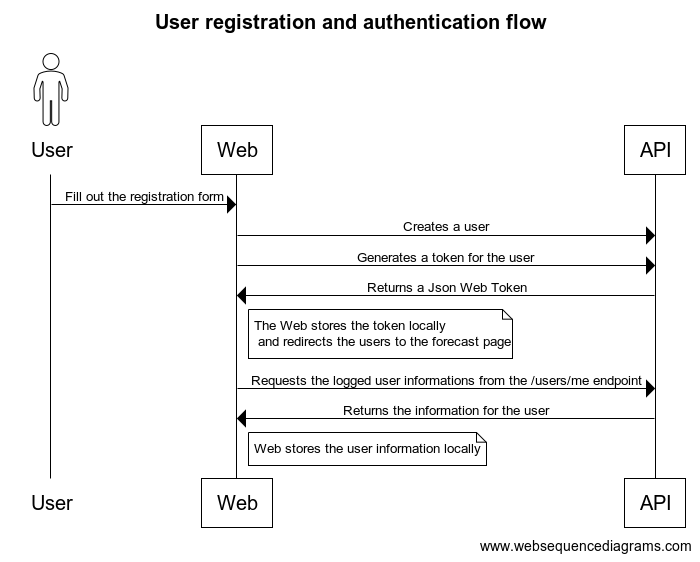 User registration and authentication flow
User
Web
API
Fill out the registration form
Creates a user
Generates a token for the user
Returns a Json Web Token
The Web stores the token locally
and redirects the users to the forecast page
Requests the logged user informations from the /users/me endpoint
Returns the information for the user
Web stores the user information locally
User
Web
API
www.websequencediagrams.com